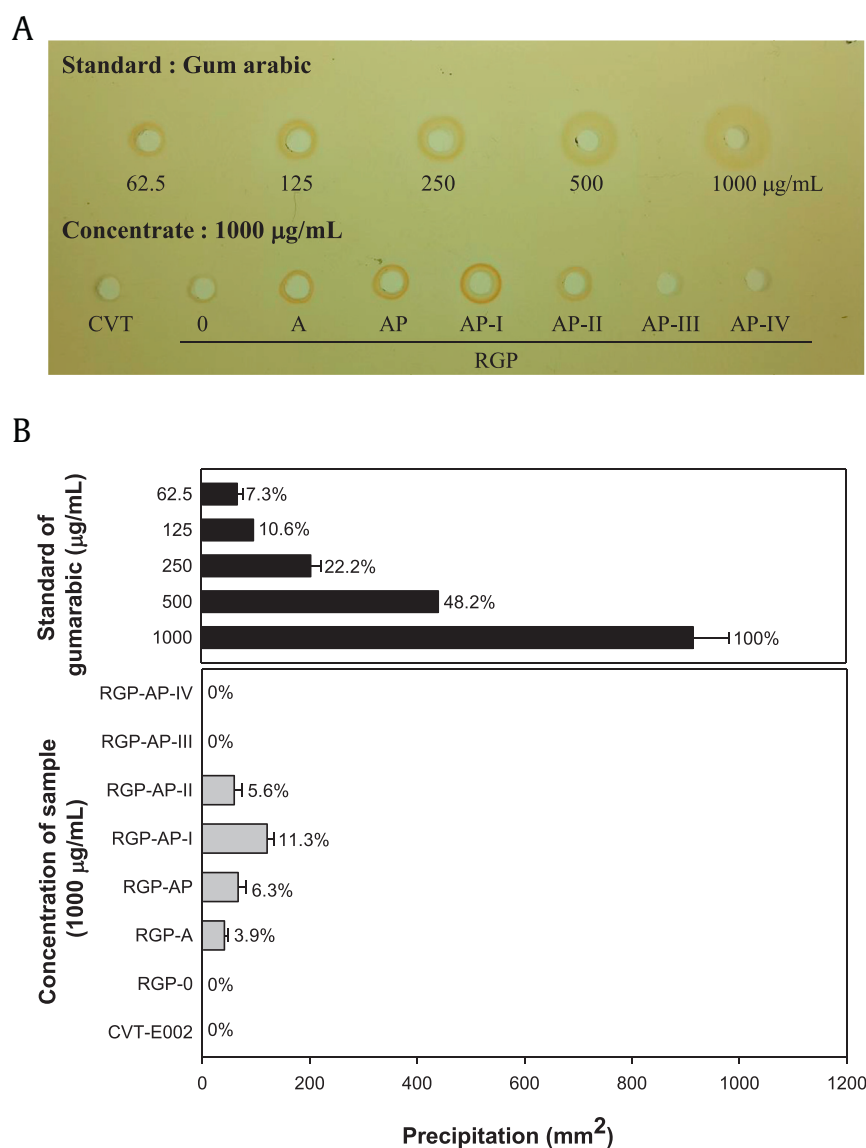 A
Standard : Gum arabic
62.5 125 250 500 1000 μg/mL
Concentrate : 1000 μg/mL
CVT 0 A AP AP-I AP-II AP-III AP-IV
RGP
B
Standard of
gumarabic (μg/mL)
62.5 7.3%
125 10.6%
250 22.2%
500 48.2%
1000 100%
Concentration of sample
(1000 μg/mL)
RGP-AP-IV 0%
RGP-AP-III 0%
RGP-AP-II 5.6%
RGP-AP-I 11.3%
RGP-AP 6.3%
RGP-A 3.9%
RGP-0 0%
CVT-E002 0%
0 200 400 600 800 1000 1200
Precipitation (mm²)